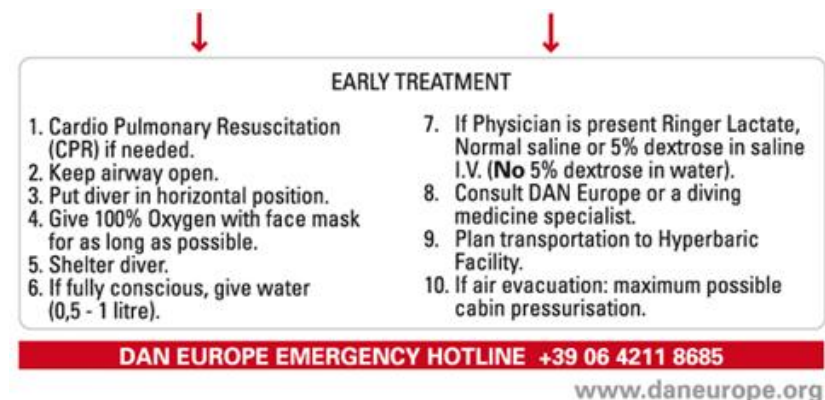 EARLY TREATMENT
1. Cardio Pulmonary Resuscitation
(CPR) if needed.
2. Keep airway open.
3. Put diver in horizontal position.
4. Give 100% Oxygen with face mask
for as long as possible.
5. Shelter diver.
6. If fully conscious, give water
(0,5 - 1 litre).
7. If Physician is present Ringer Lactate,
Normal saline or 5% dextrose in saline
I.V. (No 5% dextrose in water).
8. Consult DAN Europe or a diving
medicine specialist.
9. Plan transportation to Hyperbaric
Facility.
10. If air evacuation: maximum possible
cabin pressurisation.
DAN EUROPE EMERGENCY HOTLINE +39 06 4211 8685
www.daneurope.org